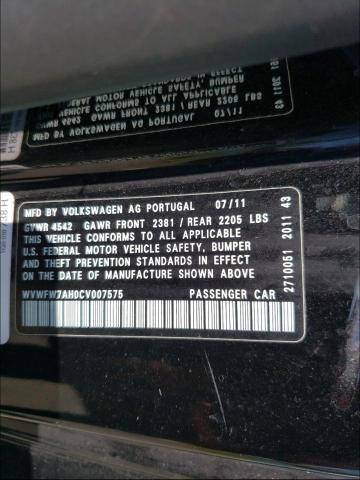 MFD BY VOLKSWAGEN AG PORTUGAL 07/11
GVWR 4542 GAWR FRONT 2381 / REAR 2205 LBS
THIS VEHICLE CONFORMS TO ALL APPLICABLE
U.S. FEDERAL MOTOR VEHICLE SAFETY, BUMPER
AND THEFT PREVENTION STANDARDS IN EFFECT
ON THE DATE OF MANUFACTURE SHOWN ABOVE
WVWFW7AH0CV007575 PASSENGER CAR
2710051 2011 43